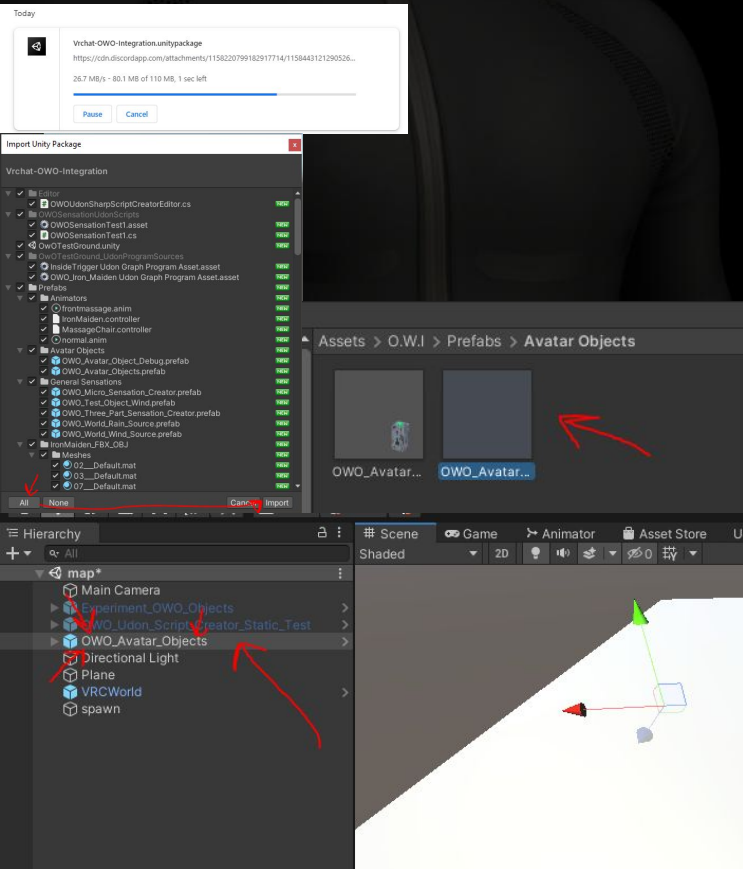 Today
Vrchat-OWO-Integration.unitypackage
https://cdn.discordapp.com/attachments/1158220799182917714/1158443121290526...
26.7 MB/s - 80.1 MB of 110 MB, 1 sec left
Pause Cancel
Import Unity Package x
Vrchat-OWO-Integration
Editor
OWOUdonSharpScriptCreatorEditor.cs NEW
OWOSensationUdonScripts
OWOSensationTest1.asset NEW
OWOSensationTest1.cs NEW
OwOTestGround.unity NEW
OwOTestGround_UdonProgramSources
InsideTrigger Udon Graph Program Asset.asset NEW
OWO_Iron_Maiden Udon Graph Program Asset.asset NEW
Prefabs NEW
Animators NEW
frontmassage.anim NEW
IronMaiden.controller NEW
MassageChair.controller NEW
normal.anim NEW
Avatar Objects NEW
OWO_Avatar_Object_Debug.prefab NEW
OWO_Avatar_Objects.prefab NEW
General Sensations NEW
OWO_Micro_Sensation_Creator.prefab NEW
OWO_Test_Object_Wind.prefab NEW
OWO_Three_Part_Sensation_Creator.prefab NEW
OWO_World_Rain_Source.prefab NEW
OWO_World_Wind_Source.prefab NEW
IronMaiden_FBX_OBJ NEW
Meshes NEW
02___Default.mat NEW
03___Default.mat NEW
07___Default.mat NEW
All None Cancel Import
Assets > O.W.I > Prefabs > Avatar Objects
OWO_Avatar... OWO_Avatar...
Hierarchy
All
map*
Main Camera
Experiment_OWO_Objects
OWO_Udon_Script_Creator_Static_Test
OWO_Avatar_Objects
Directional Light
Plane
VRCWorld
spawn
Scene Game Animator Asset Store U
Shaded 2D 0